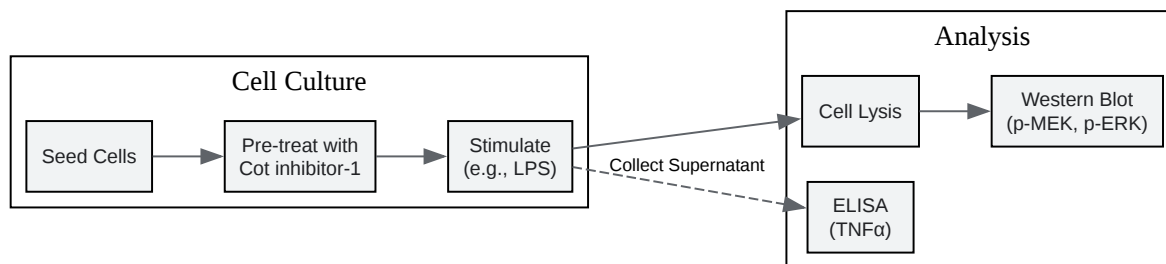 Cell Culture
Seed Cells
Pre-treat with
Cot inhibitor-1
Stimulate
(e.g., LPS)
Collect Supernatant
Analysis
Cell Lysis
Western Blot
(p-MEK, p-ERK)
ELISA
(TNFα)